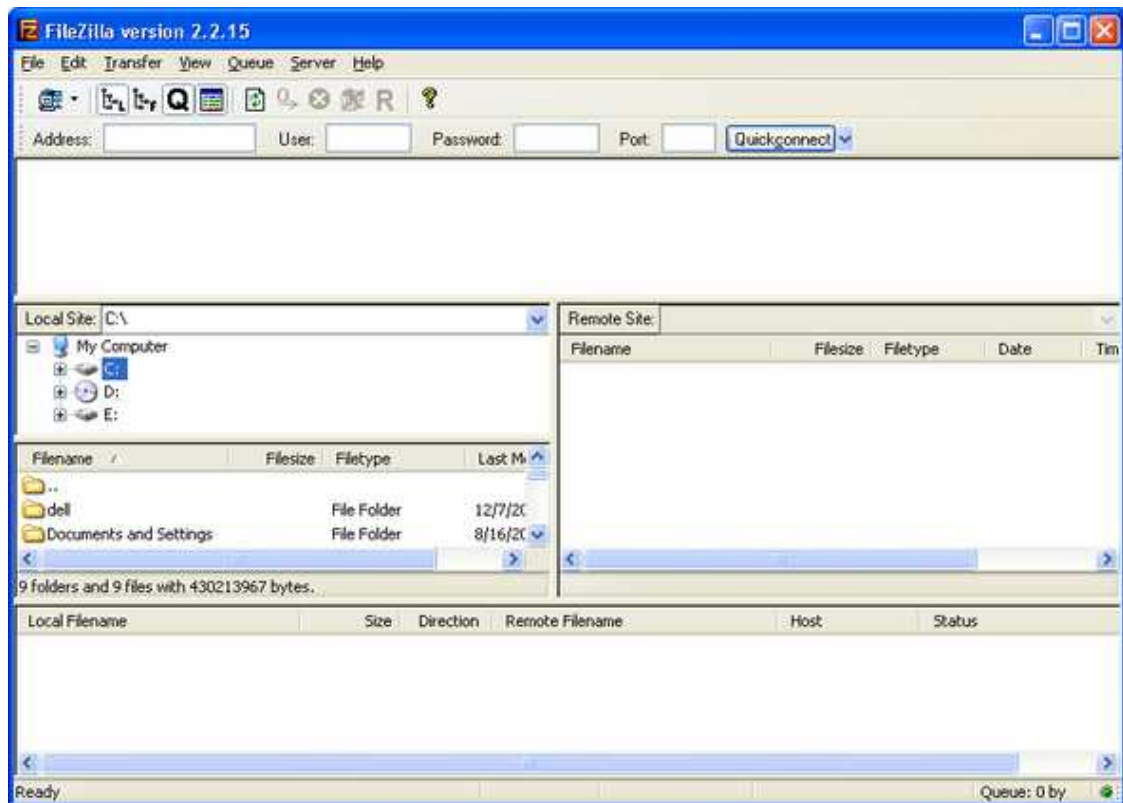 FileZilla version 2.2.15
File Edit Transfer View Queue Server Help
Q R ?
Address: User: Password: Port: Quickconnect
Local Site: C:\
My Computer
C:
D:
E:
Remote Site:
Filename Filesize Filetype Date Tim
Filename / Filesize Filetype Last M
..
dell File Folder 12/7/20
Documents and Settings File Folder 8/16/20
9 folders and 9 files with 430213967 bytes.
Local Filename Size Direction Remote Filename Host Status
Ready Queue: 0 by